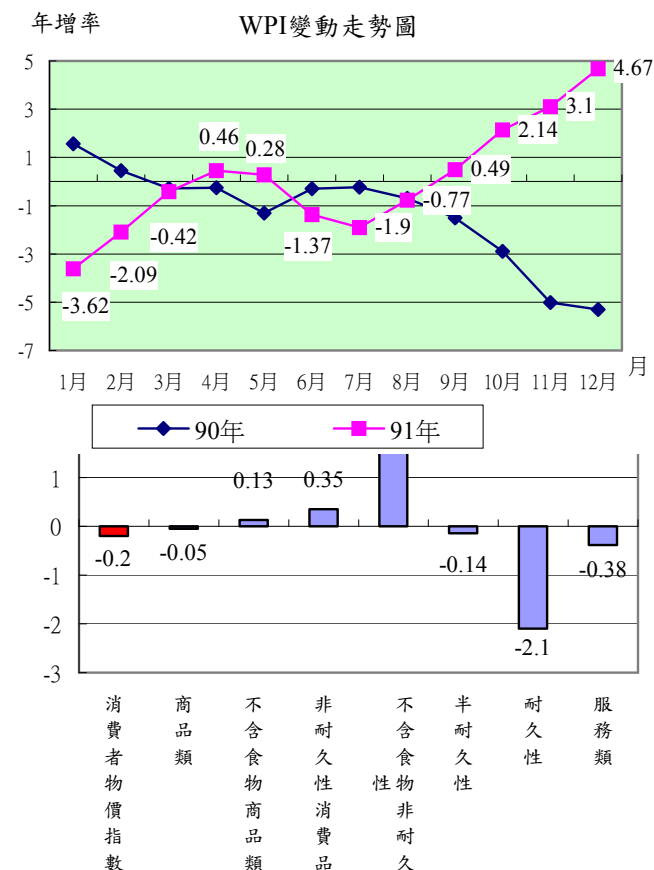 年增率
WPI變動走勢圖
5
3
1
-1
-3
-5
-7
-3.62
-2.09
-0.42
0.46
0.28
-1.37
-1.9
-0.77
0.49
2.14
3.1
4.67
1月 2月 3月 4月 5月 6月 7月 8月 9月 10月 11月 12月
月
90年 91年
1
0
-1
-2
-3
-0.2
-0.05
0.13
0.35
-0.14
-2.1
-0.38
消費者物價指數
商品類
不含食物商品類
非耐久性消費品
不含食物非耐久
性
半耐久性
耐久性
服務類